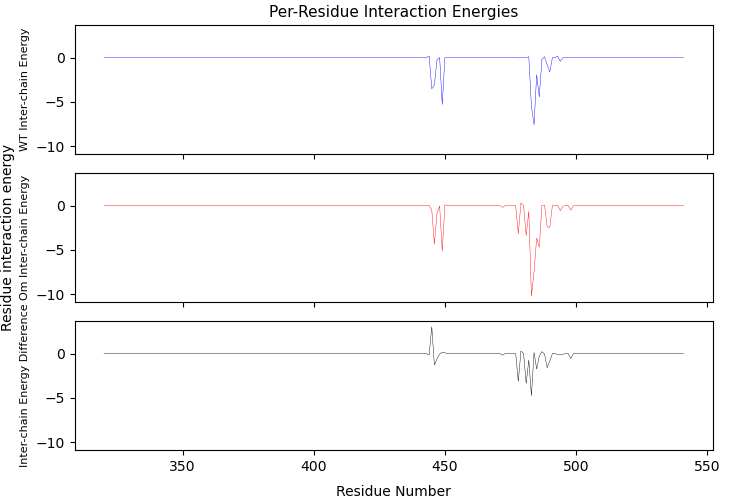 Per-Residue Interaction Energies
Residue interaction energy
WT Inter-chain Energy
0
−5
−10
Om Inter-chain Energy
0
−5
−10
Inter-chain Energy Difference
0
−5
−10
350 400 450 500 550
Residue Number